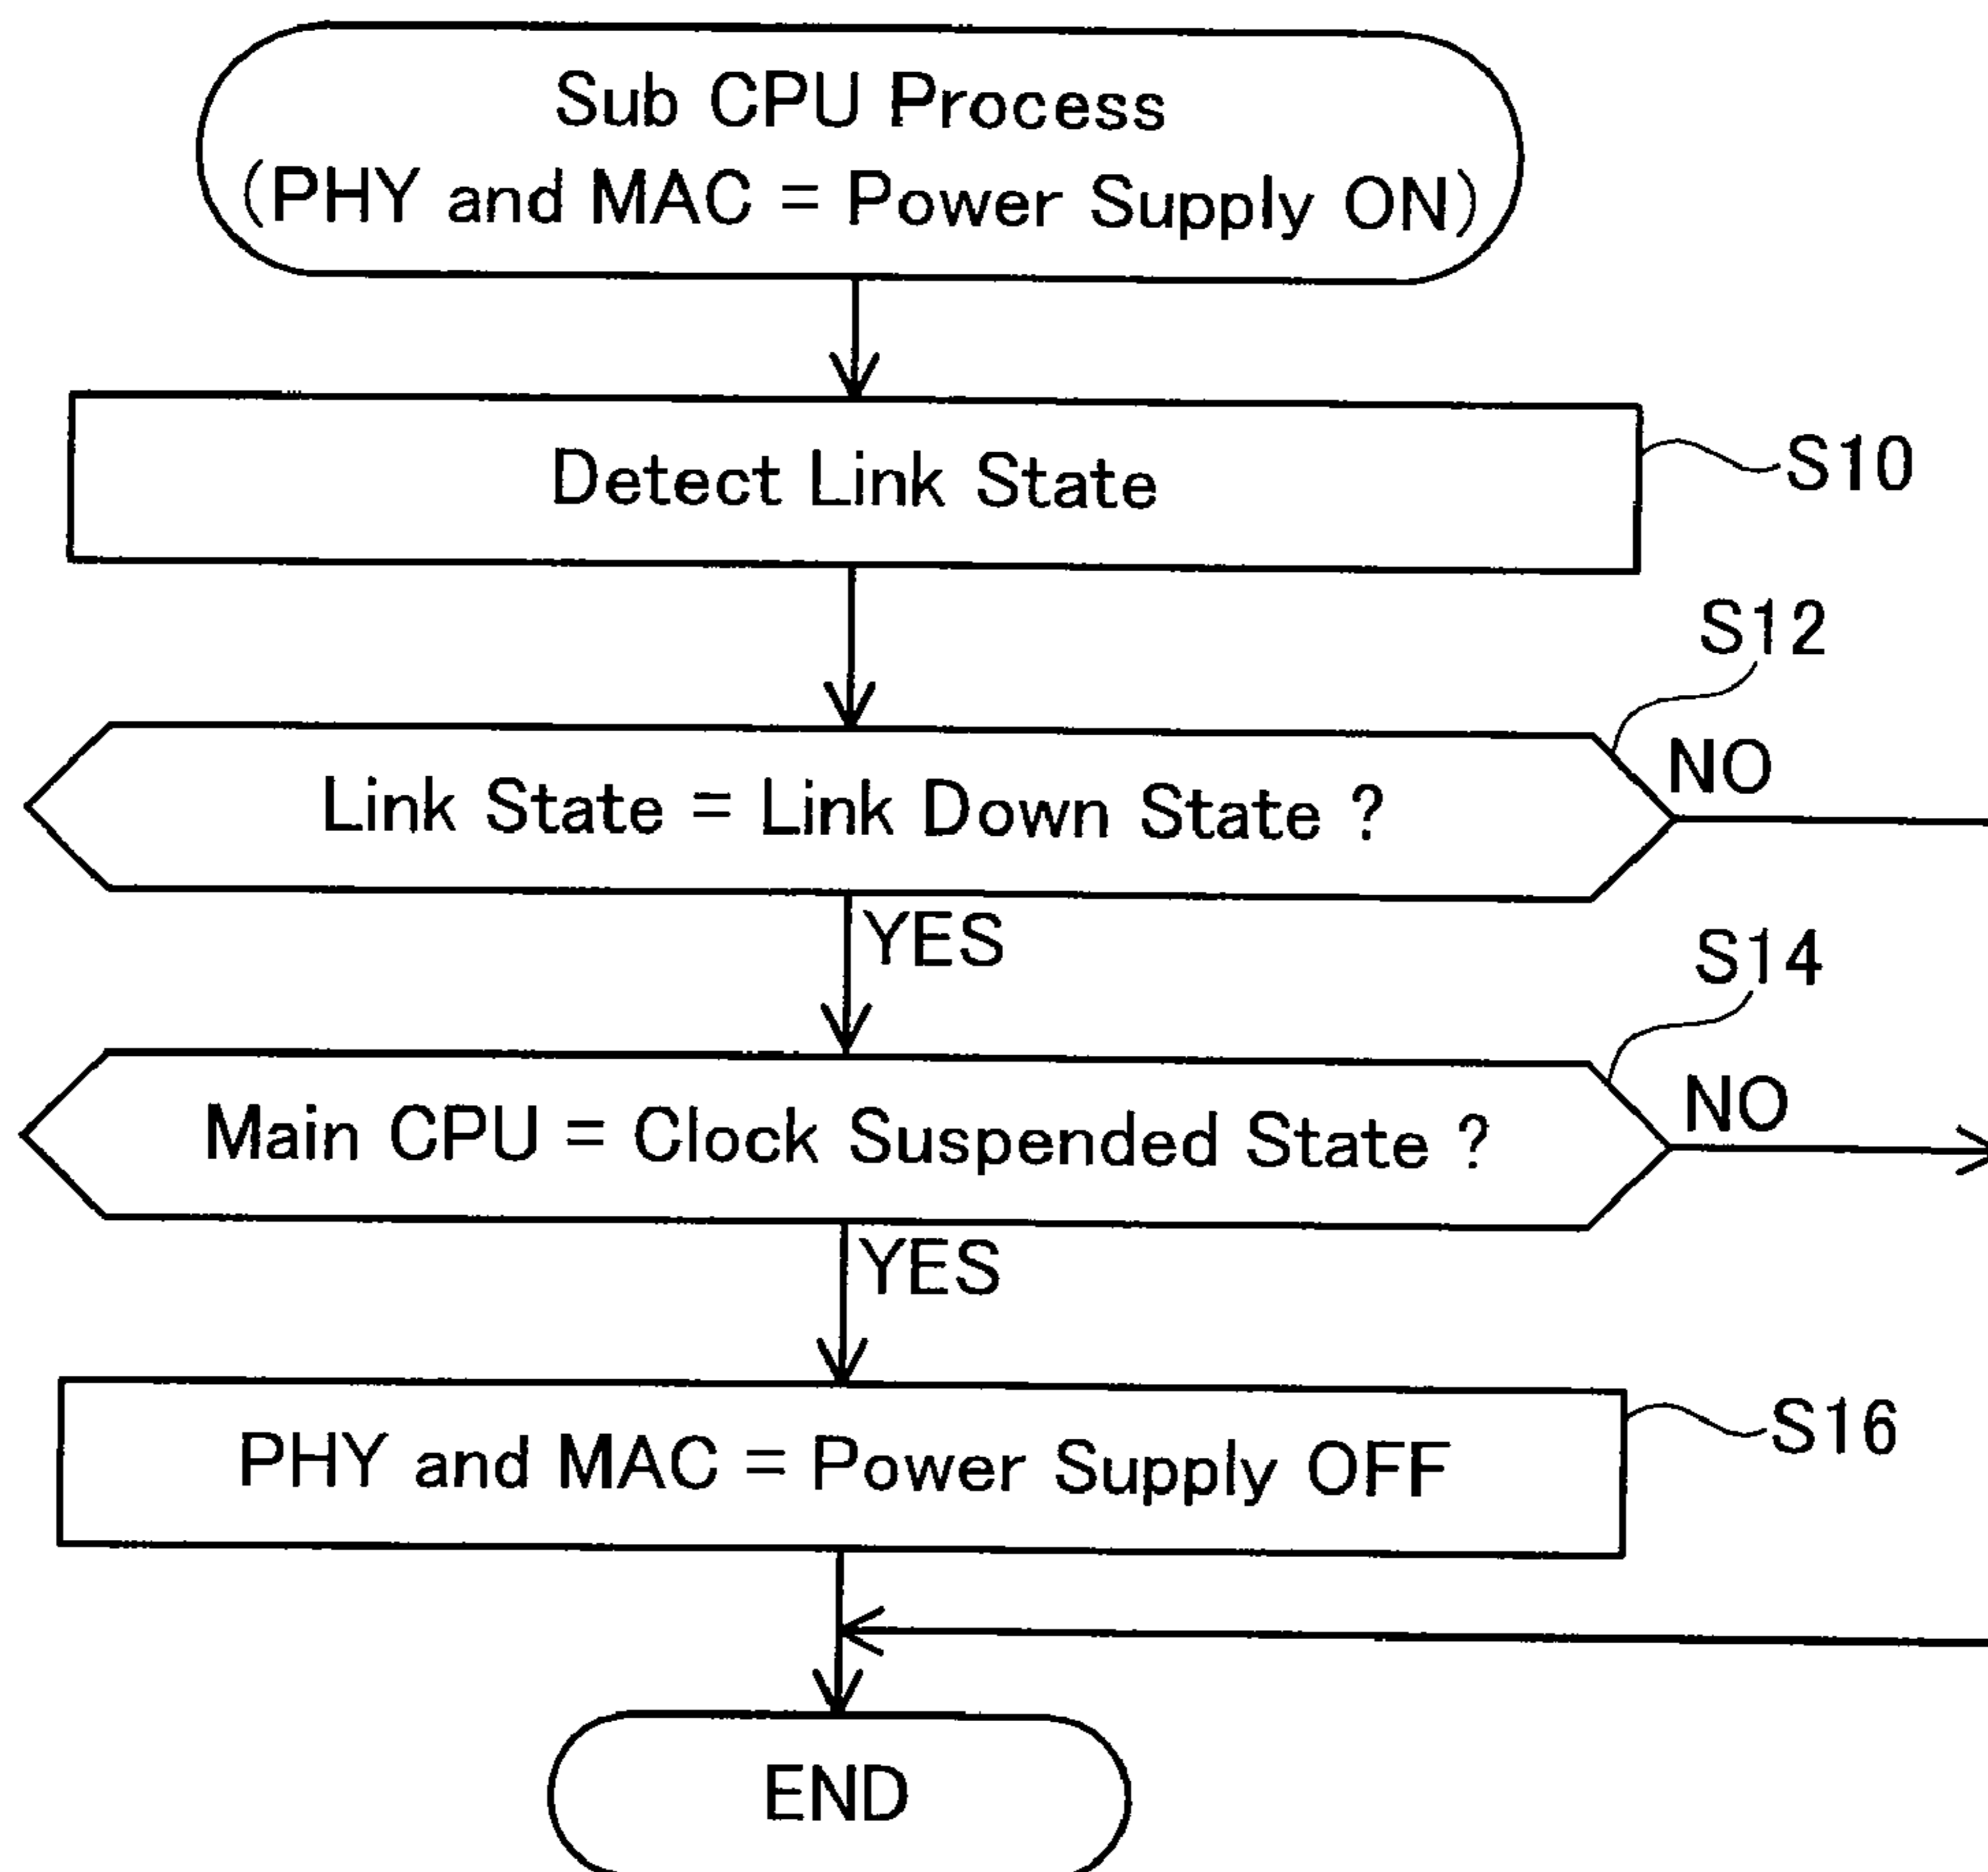 Sub CPU Process
(PHY and MAC = Power Supply ON)
Detect Link State
S10
S12
Link State = Link Down State ?
NO
YES
S14
Main CPU = Clock Suspended State ?
NO
YES
PHY and MAC = Power Supply OFF
S16
END